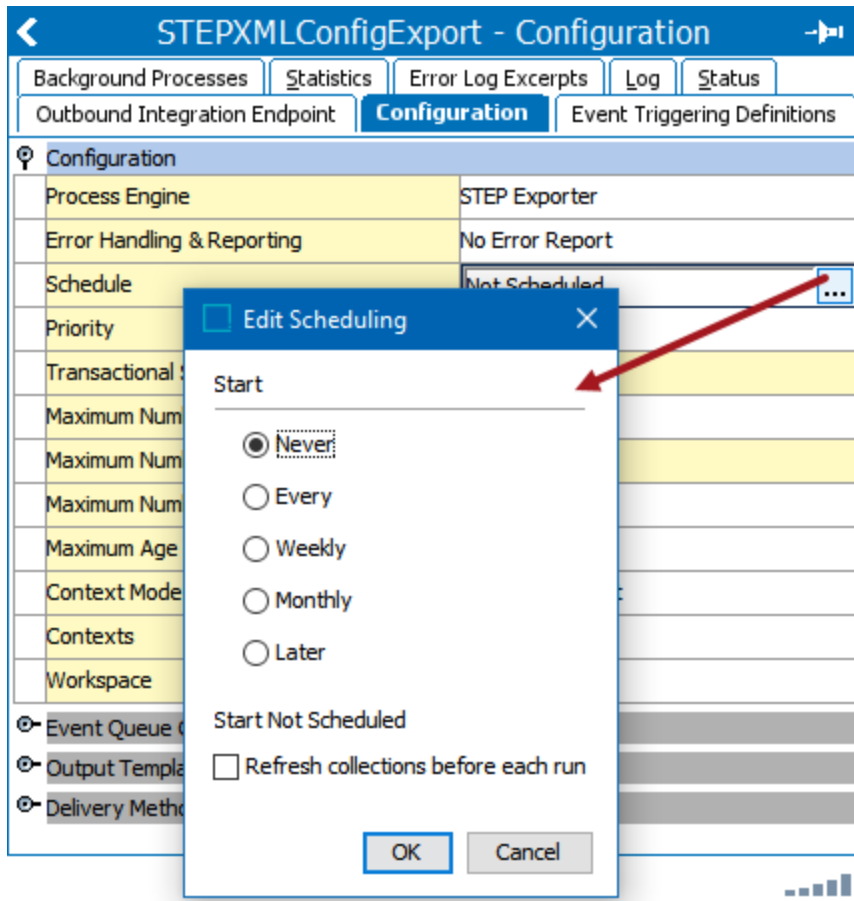 STEPXMLConfigExport - Configuration
Background Processes Statistics Error Log Excerpts Log Status
Outbound Integration Endpoint Configuration Event Triggering Definitions
Configuration
Process Engine STEP Exporter
Error Handling & Reporting No Error Report
Schedule Not Scheduled ...
Edit Scheduling
Priority
Transactional
Start
Maximum Num
Never
Maximum Num
Every
Maximum Num
Weekly
Maximum Age
Context Mode
Monthly
Contexts
Later
Workspace
Start Not Scheduled
Event Queue
Refresh collections before each run
Output Templa
Delivery Metho
OK Cancel